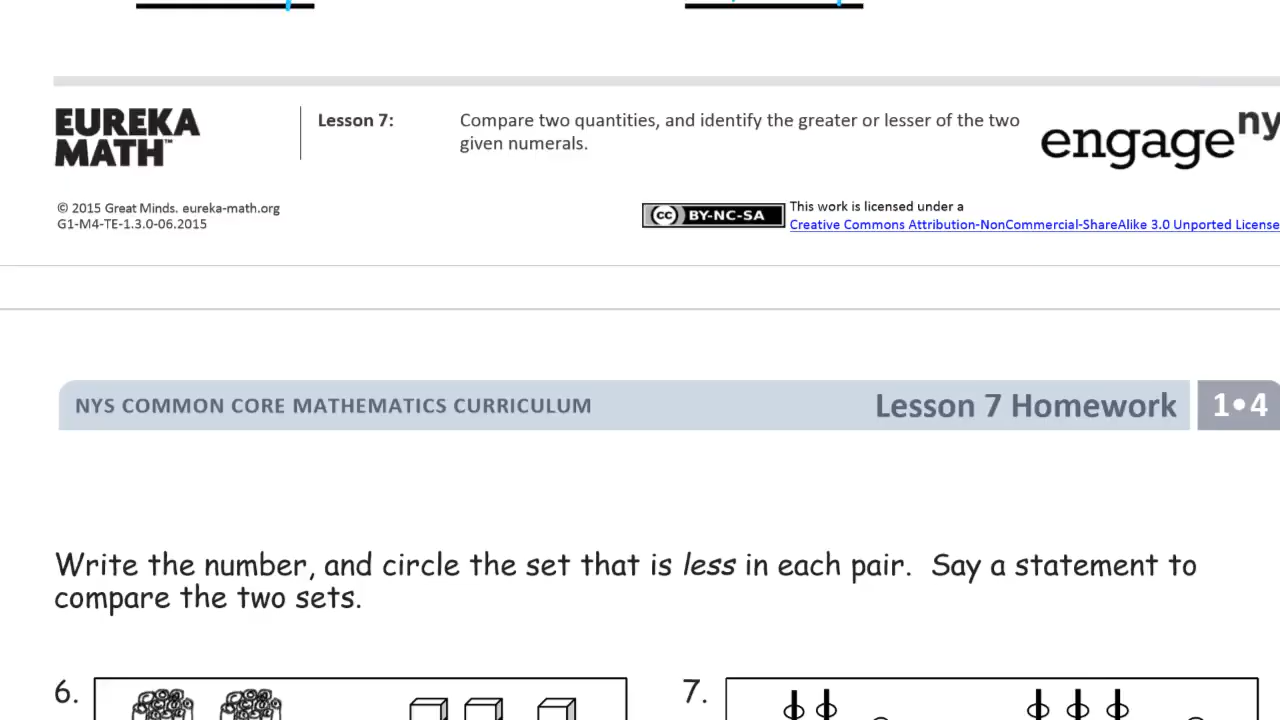 EUREKA
MATH™
Lesson 7:
Compare two quantities, and identify the greater or lesser of the two
given numerals.
engage ny
© 2015 Great Minds. eureka-math.org
G1-M4-TE-1.3.0-06.2015
cc BY-NC-SA
This work is licensed under a
Creative Commons Attribution-NonCommercial-ShareAlike 3.0 Unported License
NYS COMMON CORE MATHEMATICS CURRICULUM
Lesson 7 Homework
1•4
Write the number, and circle the set that is less in each pair. Say a statement to
compare the two sets.
6.
7.